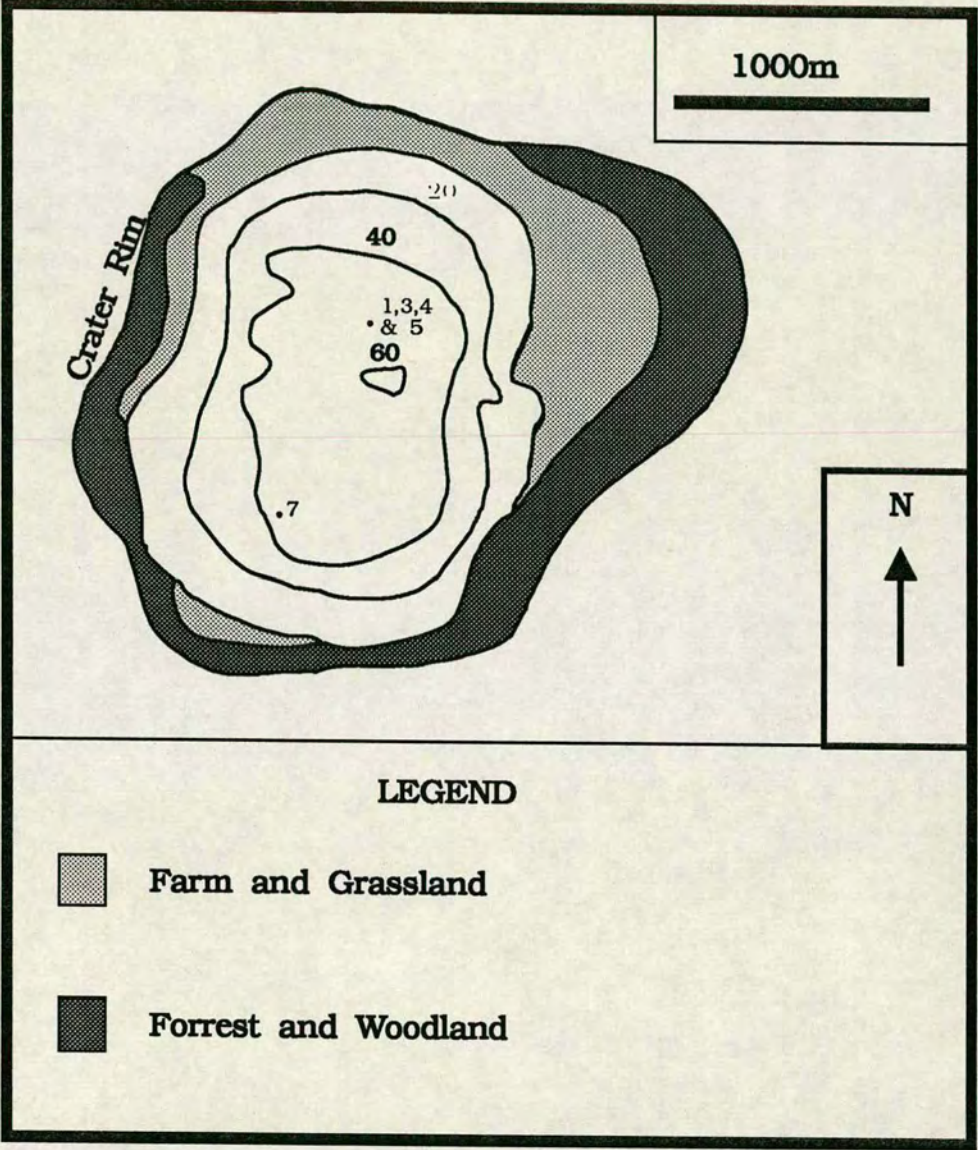 1000m
Crater Rim
20
40
1,3,4
& 5
60
7
N
LEGEND
Farm and Grassland
Forrest and Woodland